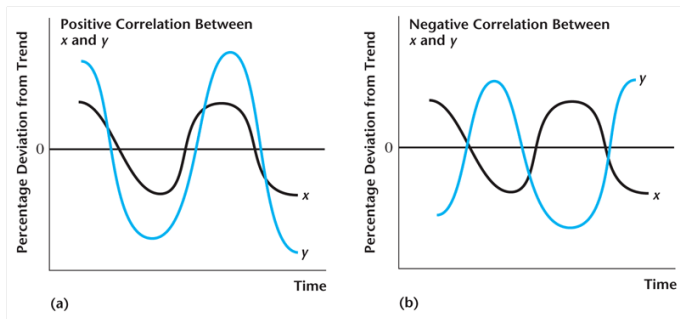 Positive Correlation Between
x and y
Percentage Deviation from Trend
0
x
y
Time
(a)
Negative Correlation Between
x and y
Percentage Deviation from Trend
0
y
x
Time
(b)